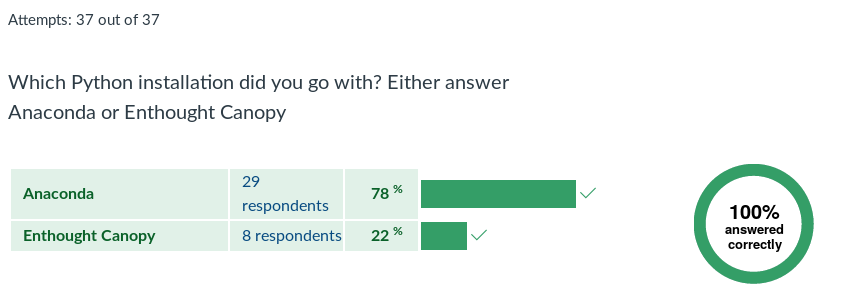 Attempts: 37 out of 37
Which Python installation did you go with? Either answer
Anaconda or Enthought Canopy
Anaconda 29 respondents 78 %
Enthought Canopy 8 respondents 22 %
100%
answered
correctly